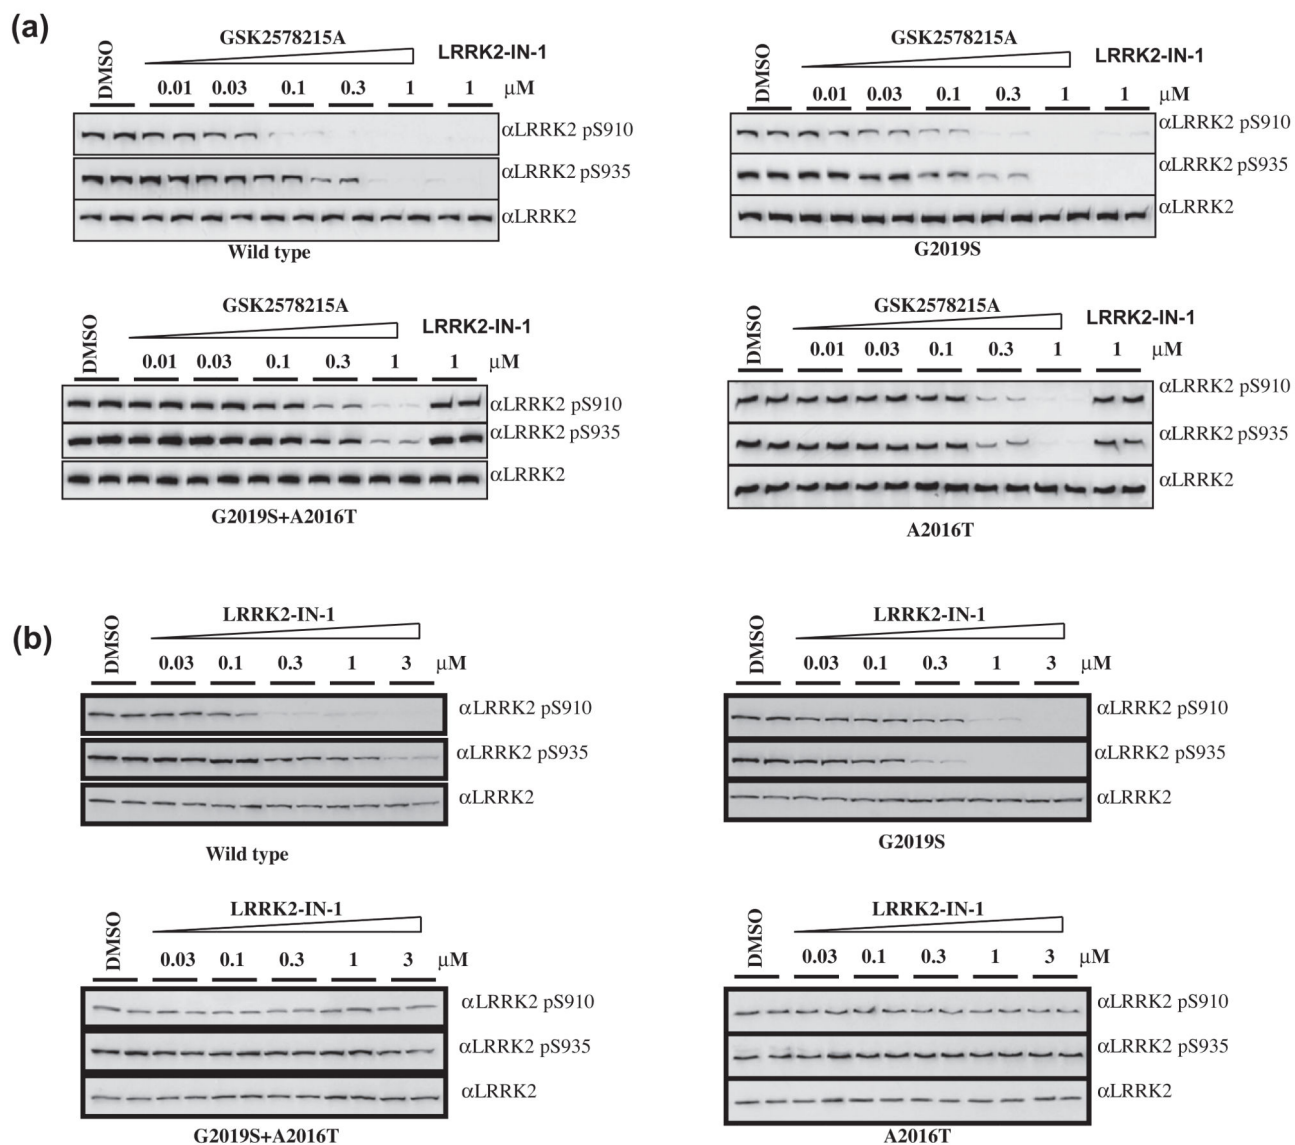 (a)
GSK2578215A
LRRK2-IN-1
DMSO
0.01 0.03 0.1 0.3 1 1 μM
αLRRK2 pS910
αLRRK2 pS935
αLRRK2
Wild type
GSK2578215A
LRRK2-IN-1
DMSO
0.01 0.03 0.1 0.3 1 1 μM
αLRRK2 pS910
αLRRK2 pS935
αLRRK2
G2019S
GSK2578215A
LRRK2-IN-1
DMSO
0.01 0.03 0.1 0.3 1 1 μM
αLRRK2 pS910
αLRRK2 pS935
αLRRK2
G2019S+A2016T
GSK2578215A
LRRK2-IN-1
DMSO
0.01 0.03 0.1 0.3 1 1 μM
αLRRK2 pS910
αLRRK2 pS935
αLRRK2
A2016T
(b)
LRRK2-IN-1
DMSO
0.03 0.1 0.3 1 3 μM
αLRRK2 pS910
αLRRK2 pS935
αLRRK2
Wild type
LRRK2-IN-1
DMSO
0.03 0.1 0.3 1 3 μM
αLRRK2 pS910
αLRRK2 pS935
αLRRK2
G2019S
LRRK2-IN-1
DMSO
0.03 0.1 0.3 1 3 μM
αLRRK2 pS910
αLRRK2 pS935
αLRRK2
G2019S+A2016T
LRRK2-IN-1
DMSO
0.03 0.1 0.3 1 3 μM
αLRRK2 pS910
αLRRK2 pS935
αLRRK2
A2016T